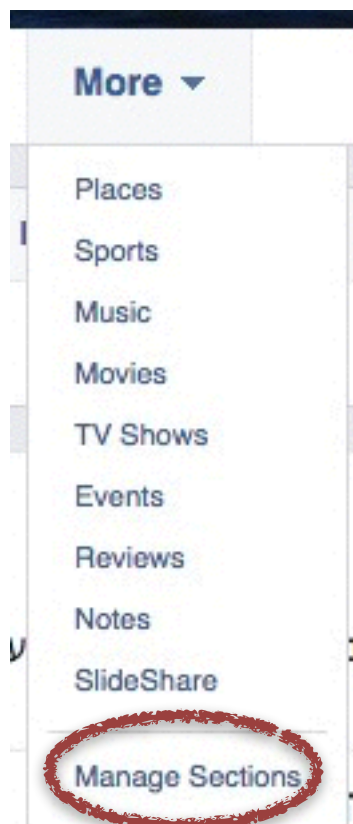 More
Places
Sports
Music
Movies
TV Shows
Events
Reviews
Notes
SlideShare
Manage Sections